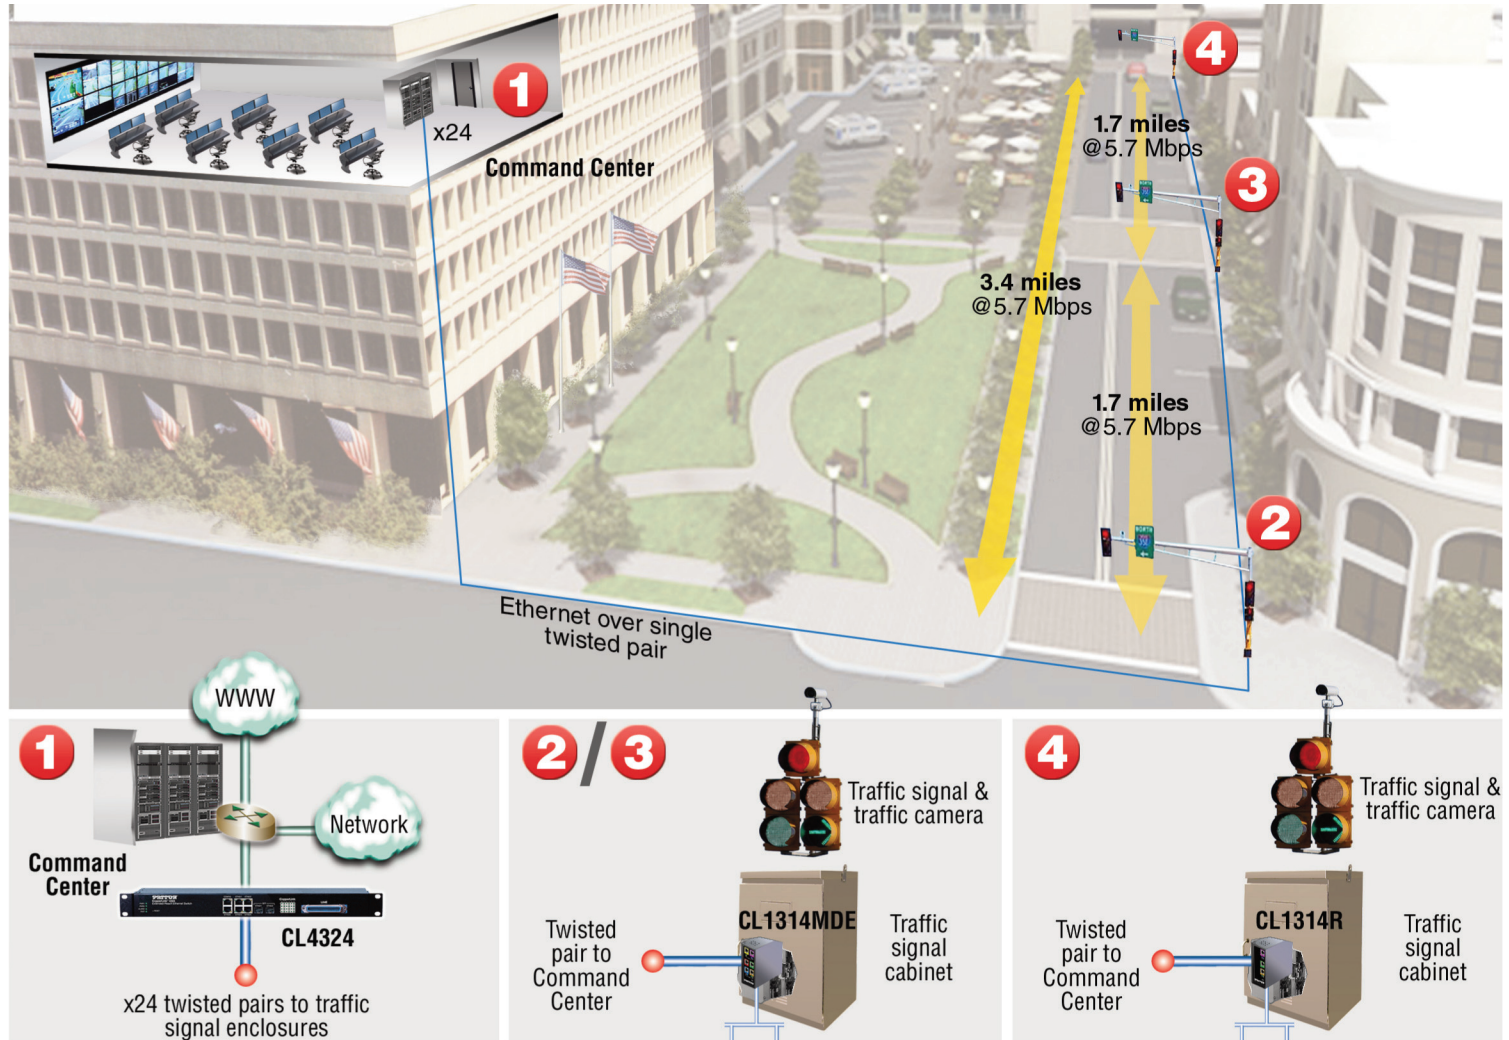 1
x24
Command Center
4
1.7 miles
@5.7 Mbps
3
NORTH
3.4 miles
@5.7 Mbps
1.7 miles
@5.7 Mbps
2
NORTH
Ethernet over single
twisted pair
1
WWW
Network
Command
Center
PATTON
CL4324
x24 twisted pairs to traffic
signal enclosures
2/3
Traffic signal &
traffic camera
CL1314MDE
Twisted
pair to
Command
Center
Traffic
signal
cabinet
4
Traffic signal &
traffic camera
CL1314R
Twisted
pair to
Command
Center
Traffic
signal
cabinet